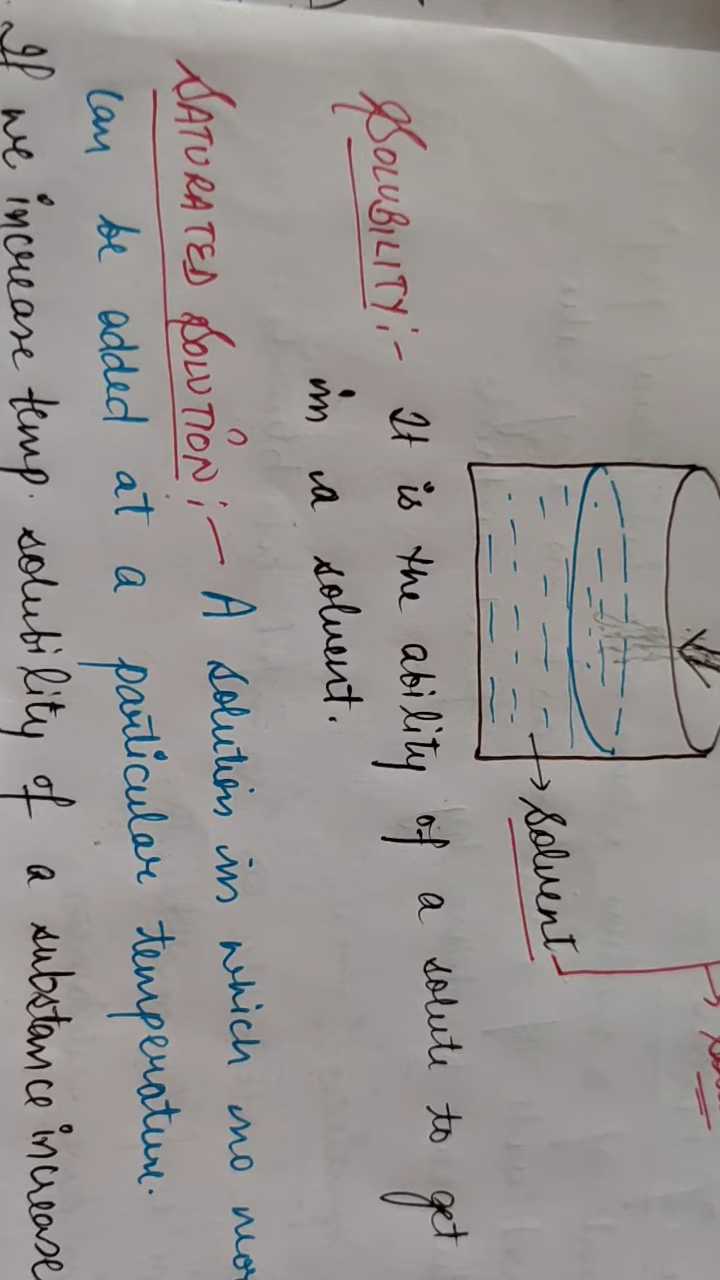 Solvent
SOLUBILITY:- It is the ability of a solute to get
in a solvent.
SATURATED SOLUTION:- A solution in which no mor
can be added at a particular temperature.
If we increase temp. solubility of a substance increase